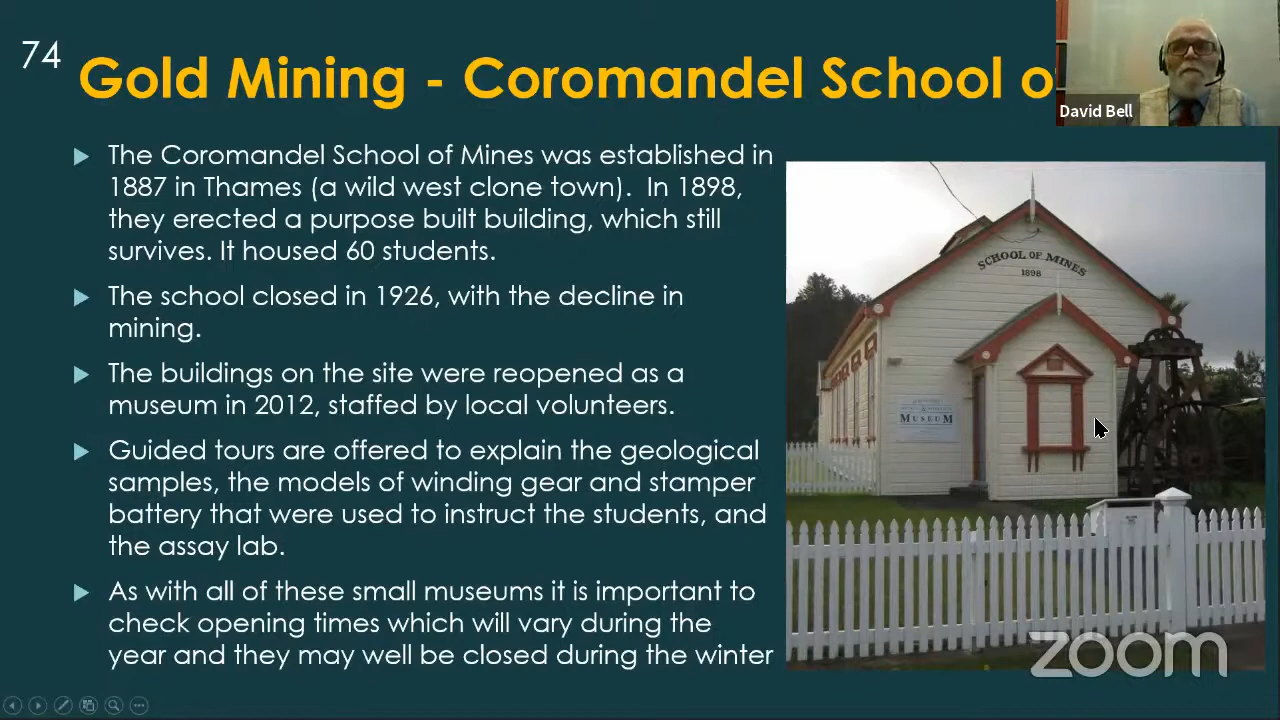 74
Gold Mining - Coromandel School o
David Bell
The Coromandel School of Mines was established in
1887 in Thames (a wild west clone town). In 1898,
they erected a purpose built building, which still
survives. It housed 60 students.
The school closed in 1926, with the decline in
mining.
The buildings on the site were reopened as a
museum in 2012, staffed by local volunteers.
Guided tours are offered to explain the geological
samples, the models of winding gear and stamper
battery that were used to instruct the students, and
the assay lab.
As with all of these small museums it is important to
check opening times which will vary during the
year and they may well be closed during the winter
SCHOOL OF MINES
1898
MUSEUM
zoom